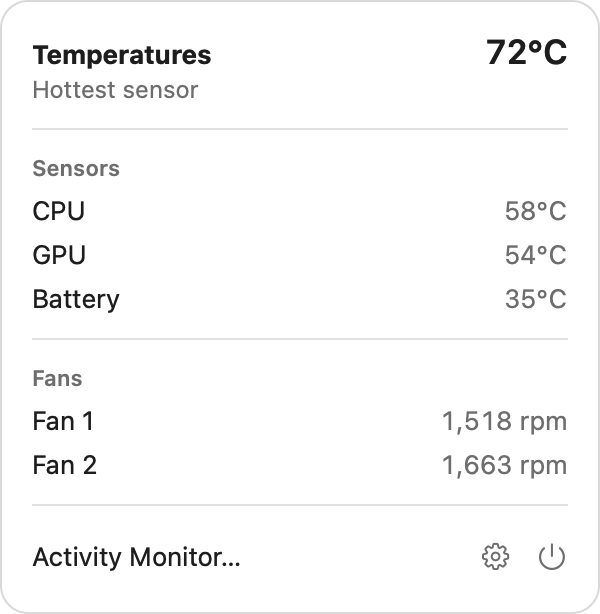 Temperatures 72°C
Hottest sensor
Sensors
CPU 58°C
GPU 54°C
Battery 35°C
Fans
Fan 1 1,518 rpm
Fan 2 1,663 rpm
Activity Monitor...